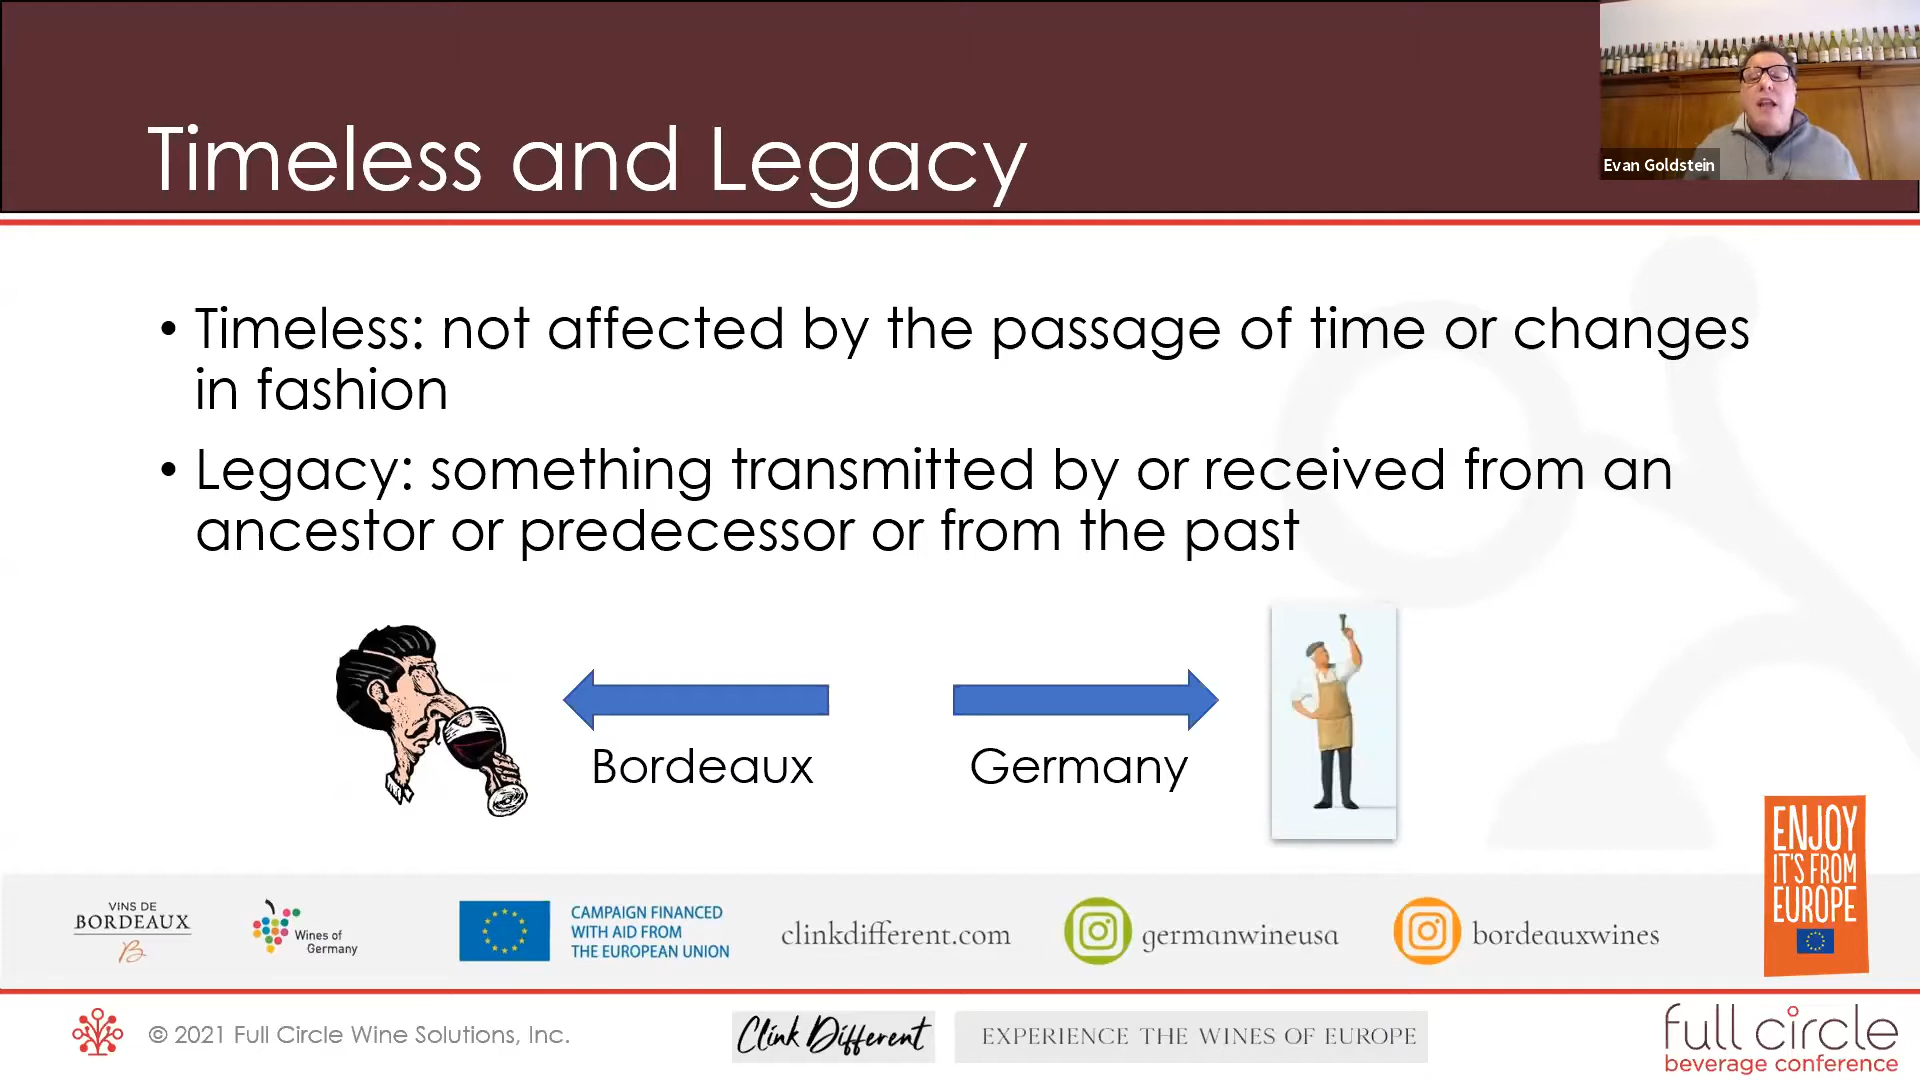 Timeless and Legacy
Evan Goldstein
• Timeless: not affected by the passage of time or changes
in fashion
• Legacy: something transmitted by or received from an
ancestor or predecessor or from the past
Bordeaux
Germany
ENJOY
IT'S FROM
EUROPE
VINS DE
BORDEAUX
B
Wines of
Germany
CAMPAIGN FINANCED
WITH AID FROM
THE EUROPEAN UNION
clinkdifferent.com
germanwineusa
bordeauxwines
© 2021 Full Circle Wine Solutions, Inc.
Clink Different
EXPERIENCE THE WINES OF EUROPE
full circle
beverage conference